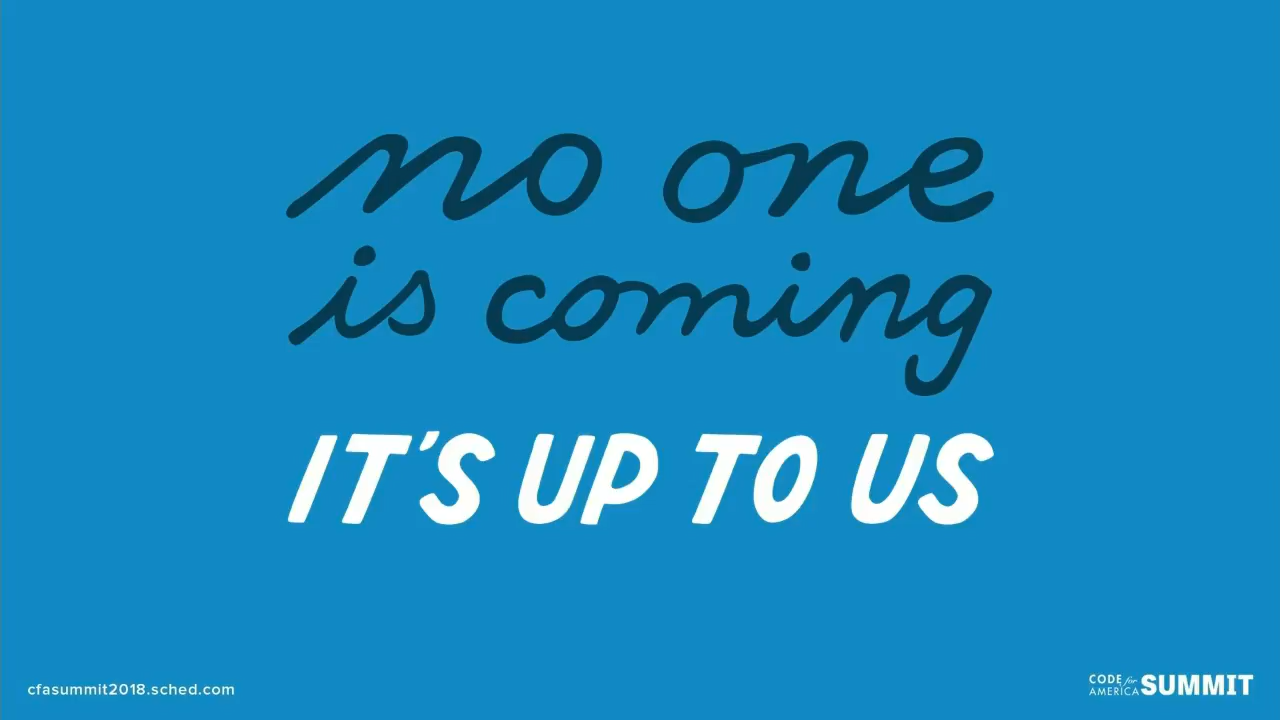 no one
is coming
IT'S UP TO US
cfasummit2018.sched.com
CODE for
AMERICA SUMMIT